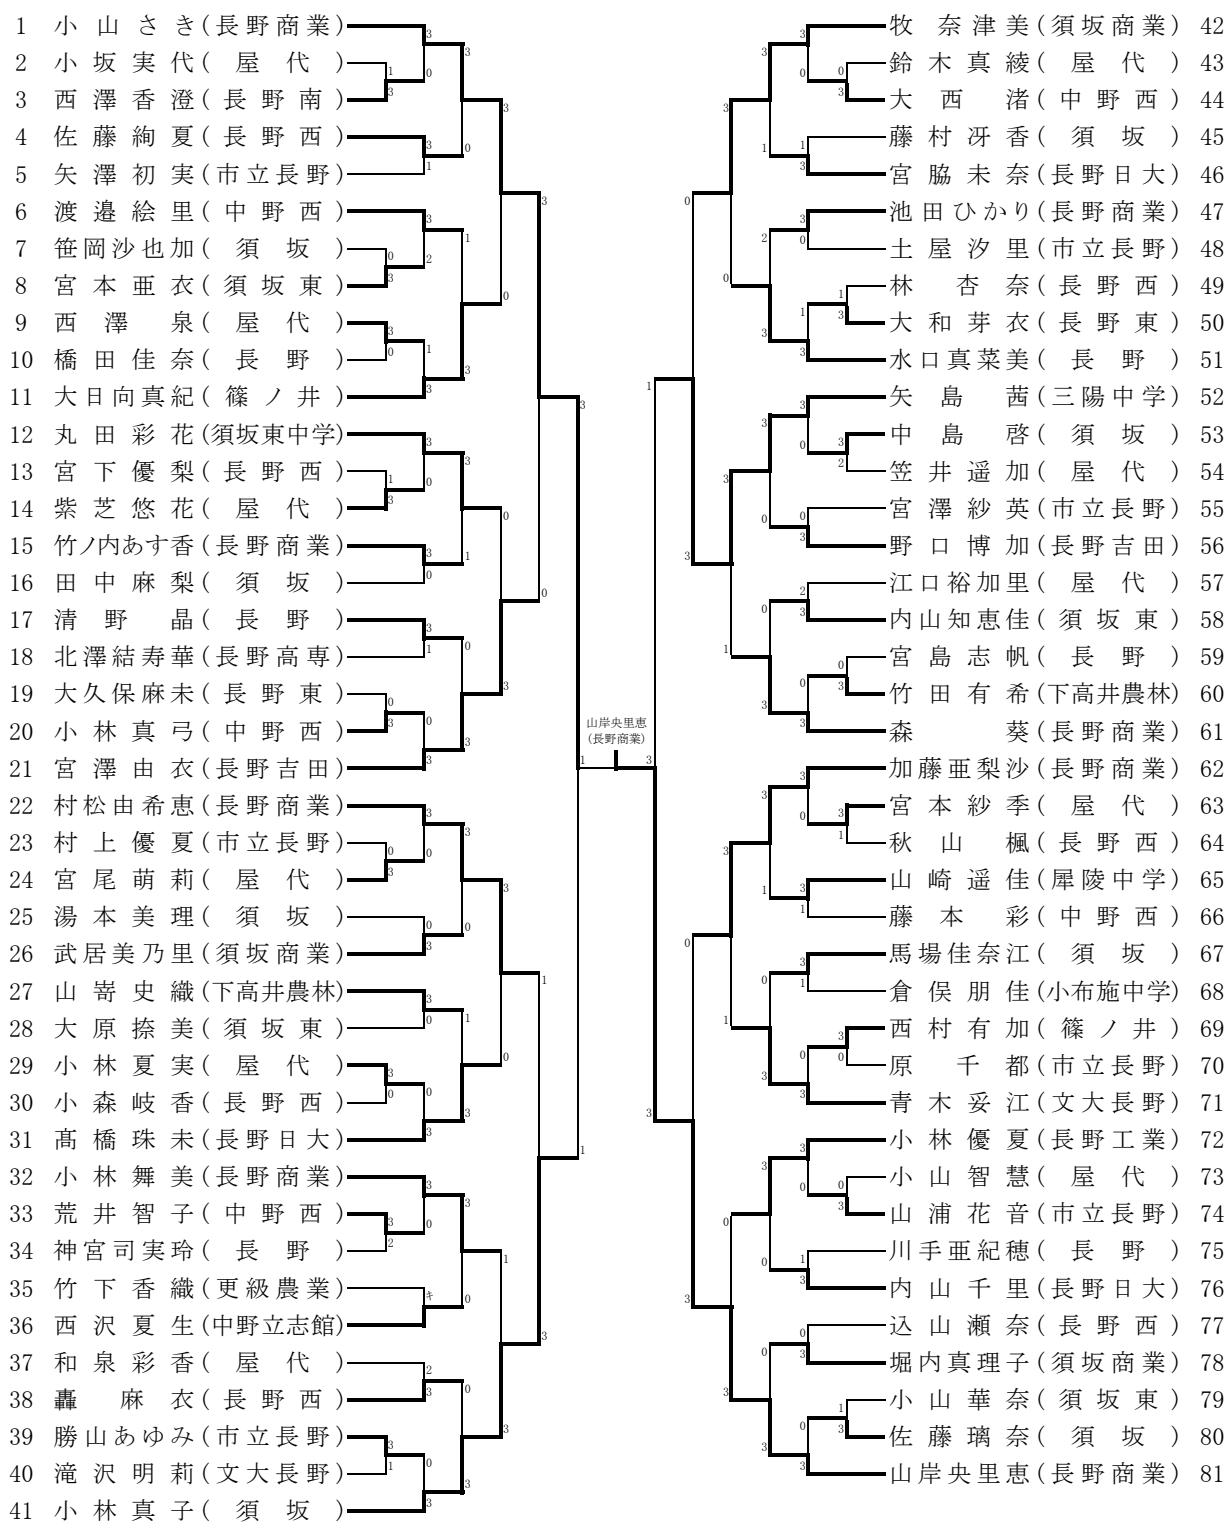 1 小山さき(長野商業)
2 小坂実代(屋代)
3 西澤香澄(長野南)
4 佐藤絢夏(長野西)
5 矢澤初実(市立長野)
6 渡邉絵里(中野西)
7 笹岡沙也加(須坂)
8 宮本亜衣(須坂東)
9 西澤泉(屋代)
10 橋田佳奈(長野)
11 大日向真紀(篠ノ井)
12 丸田彩花(須坂東中学)
13 宮下優梨(長野西)
14 紫芝悠花(屋代)
15 竹ノ内あす香(長野商業)
16 田中麻梨(須坂)
17 清野晶(長野)
18 北澤結寿華(長野高専)
19 大久保麻未(長野東)
20 小林真弓(中野西)
21 宮澤由衣(長野吉田)
22 村松由希恵(長野商業)
23 村上優夏(市立長野)
24 宮尾萌莉(屋代)
25 湯本美理(須坂)
26 武居美乃里(須坂商業)
27 山嵜史織(下高井農林)
28 大原捺美(須坂東)
29 小林夏実(屋代)
30 小森岐香(長野西)
31 髙橋珠未(長野日大)
32 小林舞美(長野商業)
33 荒井智子(中野西)
34 神宮司実玲(長野)
35 竹下香織(更級農業)
36 西沢夏生(中野立志館)
37 和泉彩香(屋代)
38 轟麻衣(長野西)
39 勝山あゆみ(市立長野)
40 滝沢明莉(文大長野)
41 小林真子(須坂)
山岸央里恵
(長野商業)
牧奈津美(須坂商業) 42
鈴木真綾(屋代) 43
大西渚(中野西) 44
藤村冴香(須坂) 45
宮脇未奈(長野日大) 46
池田ひかり(長野商業) 47
土屋汐里(市立長野) 48
林杏奈(長野西) 49
大和芽衣(長野東) 50
水口真菜美(長野) 51
矢島茜(三陽中学) 52
中島啓(須坂) 53
笠井遥加(屋代) 54
宮澤紗英(市立長野) 55
野口博加(長野吉田) 56
江口裕加里(屋代) 57
内山知恵佳(須坂東) 58
宮島志帆(長野) 59
竹田有希(下高井農林) 60
森葵(長野商業) 61
加藤亜梨沙(長野商業) 62
宮本紗季(屋代) 63
秋山楓(長野西) 64
山崎遥佳(犀陵中学) 65
藤本彩(中野西) 66
馬場佳奈江(須坂) 67
倉俣朋佳(小布施中学) 68
西村有加(篠ノ井) 69
原千都(市立長野) 70
青木妥江(文大長野) 71
小林優夏(長野工業) 72
小山智慧(屋代) 73
山浦花音(市立長野) 74
川手亜紀穂(長野) 75
内山千里(長野日大) 76
込山瀬奈(長野西) 77
堀内真理子(須坂商業) 78
小山華奈(須坂東) 79
佐藤璃奈(須坂) 80
山岸央里恵(長野商業) 81